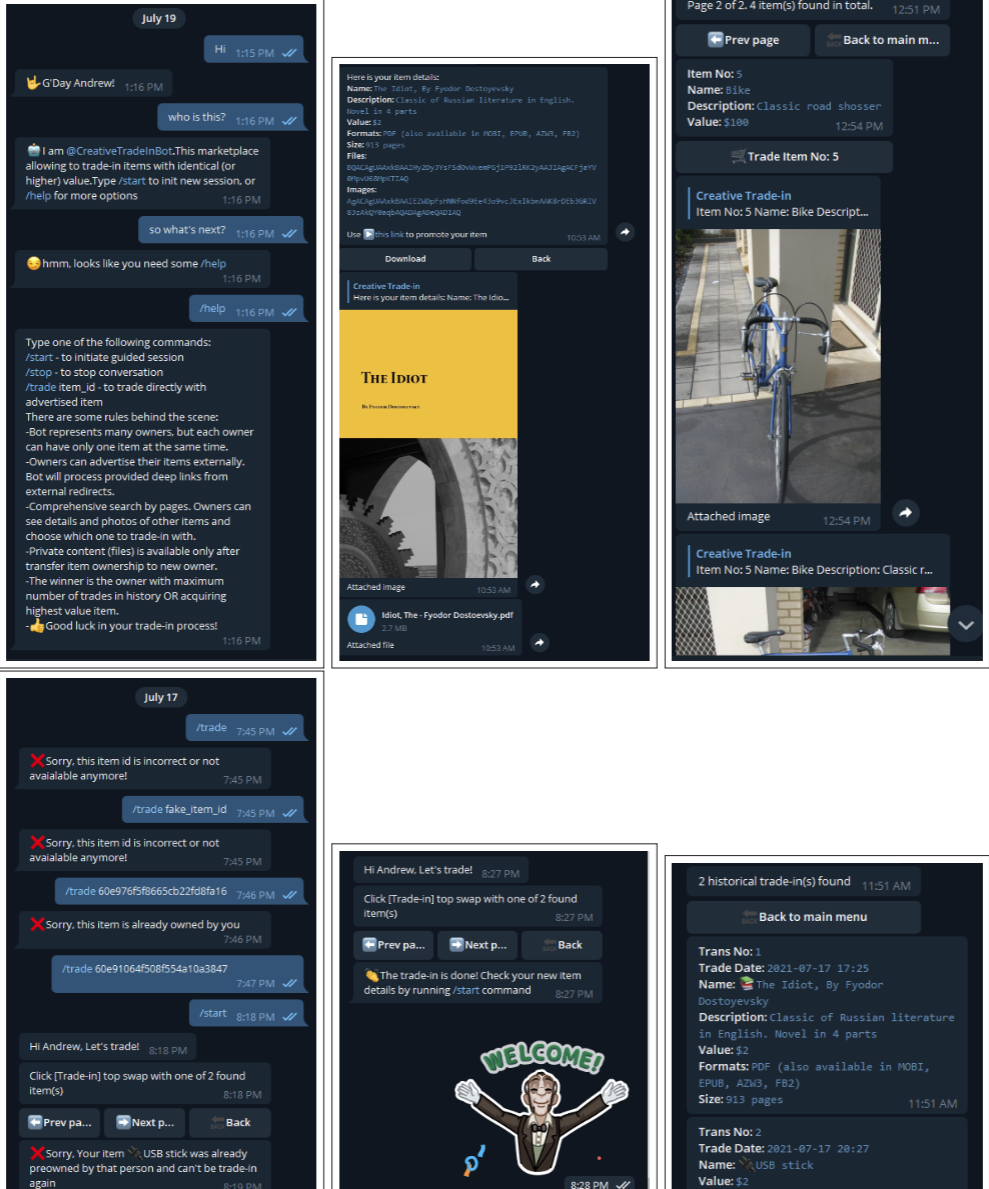 July 19
Hi 1:15 PM
G'Day Andrew! 1:16 PM
who is this? 1:16 PM
I am @CreativeTradeInBot.This marketplace
allowing to trade-in items with identical (or
higher) value.Type /start to init new session, or
/help for more options 1:16 PM
so what's next? 1:16 PM
hmm, looks like you need some /help
1:16 PM
/help 1:16 PM
Type one of the following commands:
/start - to initiate guided session
/stop - to stop conversation
/trade item_id - to trade directly with
advertised item
There are some rules behind the scene:
-Bot represents many owners, but each owner
can have only one item at the same time.
-Owners can advertise their items externally.
Bot will process provided deep links from
external redirects.
-Comprehensive search by pages. Owners can
see details and photos of other items and
choose which one to trade-in with.
-Private content (files) is available only after
transfer item ownership to new owner.
-The winner is the owner with maximum
number of trades in history OR acquiring
highest value item.
-👍Good luck in your trade-in process!
1:16 PM
Here is your item details:
Name: The Idiot, By Fyodor Dostoyevsky
Description: Classic of Russian literature in English.
Novel in 4 parts
Value: $2
Formats: PDF (also available in MOBI, EPUB, AZW3, FB2)
Size: 913 pages
Files:
Images:
Use this link to promote your item 10:53 AM
Download Back
Creative Trade-in
Here is your item details: Name: The Idio...
THE IDIOT
BY FYODOR DOSTOEVSKY
Attached image 10:53 AM
Idiot, The - Fyodor Dostoevsky.pdf
2.7 MB
Attached file 10:53 AM
Page 2 of 2. 4 item(s) found in total. 12:51 PM
Prev page Back to main m...
Item No: 5
Name: Bike
Description: Classic road shosser
Value: $100 12:54 PM
Trade Item No: 5
Creative Trade-in
Item No: 5 Name: Bike Descript...
Attached image 12:54 PM
Creative Trade-in
Item No: 5 Name: Bike Description: Classic r...
July 17
/trade 7:45 PM
Sorry, this item id is incorrect or not
avaialable anymore! 7:45 PM
/trade fake_item_id 7:45 PM
Sorry, this item id is incorrect or not
avaialable anymore! 7:45 PM
/trade 60e976f5f8665cb22fd8fa16 7:46 PM
Sorry, this item is already owned by you
7:46 PM
/trade 60e91064f508f554a10a3847
7:47 PM
/start 8:18 PM
Hi Andrew, Let's trade! 8:18 PM
Click [Trade-in] top swap with one of 2 found
item(s) 8:18 PM
Prev pa... Next p... Back
Sorry, Your item USB stick was already
preowned by that person and can't be trade-in
again 8:19 PM
Hi Andrew, Let's trade! 8:27 PM
Click [Trade-in] top swap with one of 2 found
item(s) 8:27 PM
Prev pa... Next p... Back
The trade-in is done! Check your new item
details by running /start command 8:27 PM
WELCOME!
8:28 PM
2 historical trade-in(s) found 11:51 AM
Back to main menu
Trans No: 1
Trade Date: 2021-07-17 17:25
Name: The Idiot, By Fyodor
Dostoyevsky
Description: Classic of Russian literature
in English. Novel in 4 parts
Value: $2
Formats: PDF (also available in MOBI,
EPUB, AZW3, FB2)
Size: 913 pages 11:51 AM
Trans No: 2
Trade Date: 2021-07-17 20:27
Name: USB stick
Value: $2